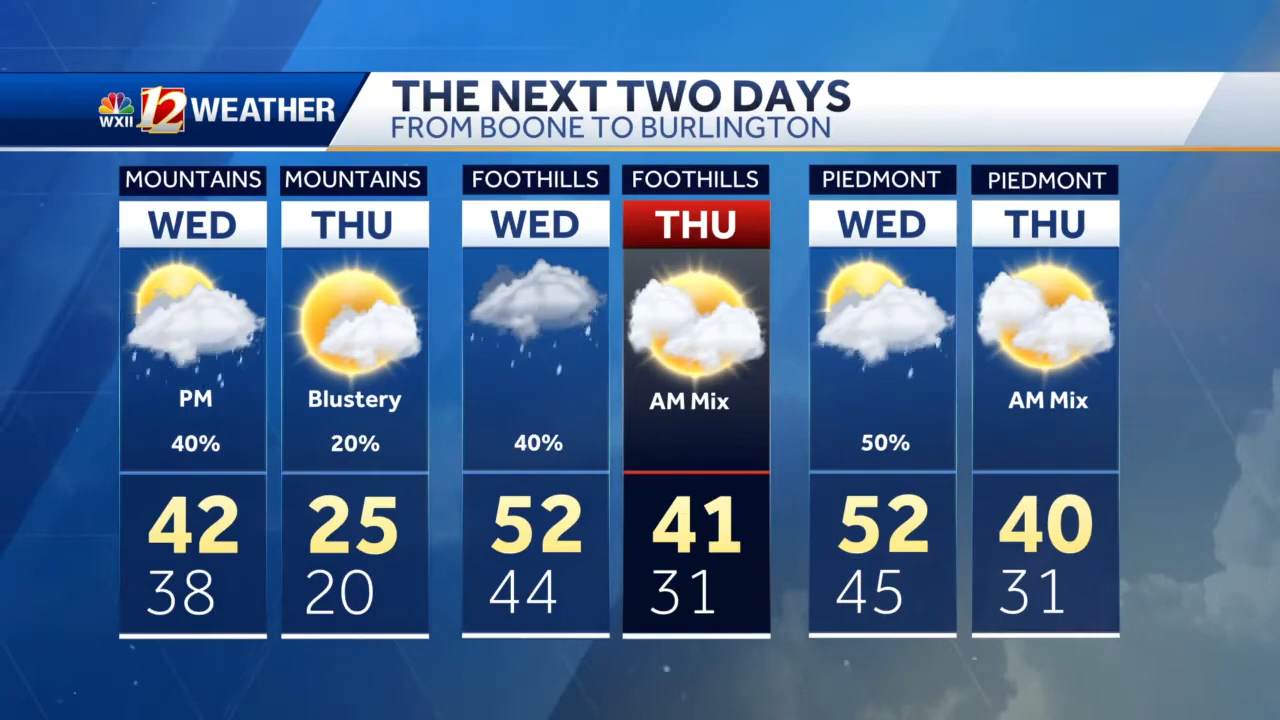 WXII 12 WEATHER
THE NEXT TWO DAYS
FROM BOONE TO BURLINGTON
MOUNTAINS
WED
PM
40%
42
38
MOUNTAINS
THU
Blustery
20%
25
20
FOOTHILLS
WED
40%
52
44
FOOTHILLS
THU
AM Mix
41
31
PIEDMONT
WED
50%
52
45
PIEDMONT
THU
AM Mix
40
31